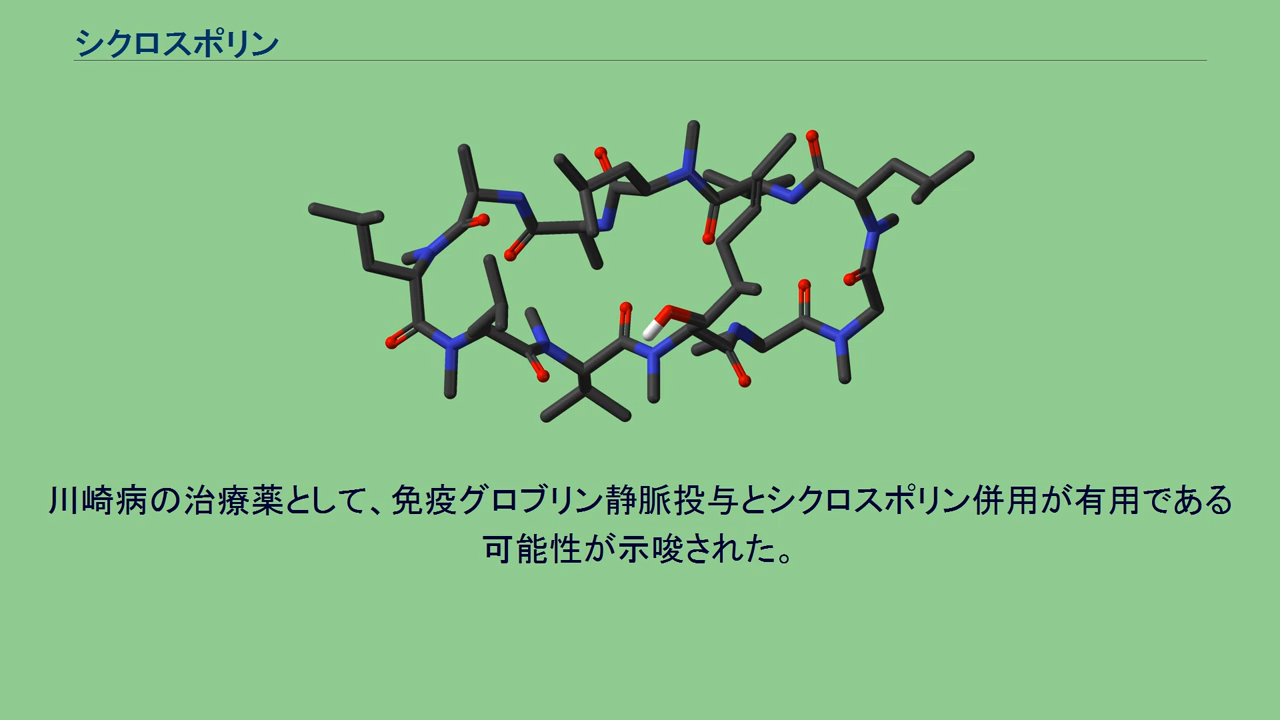 シクロスポリン
川崎病の治療薬として、免疫グロブリン静脈投与とシクロスポリン併用が有用である
可能性が示唆された。